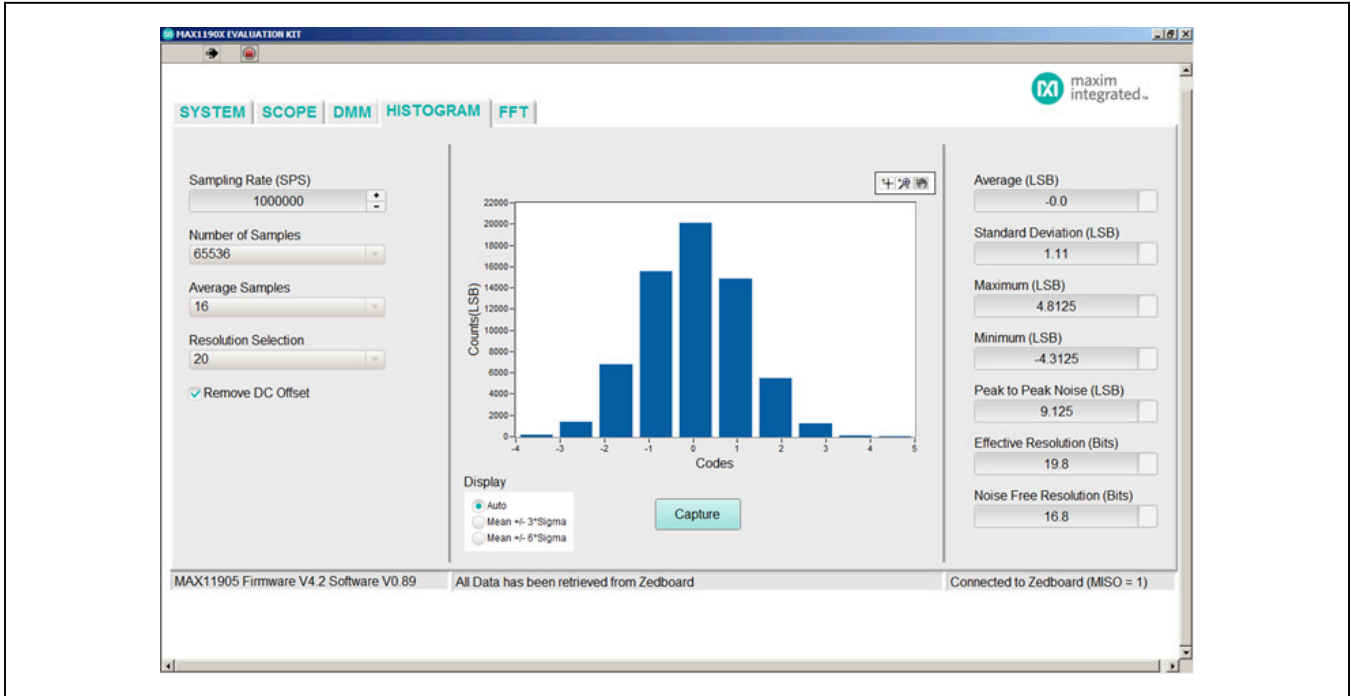 MAX1190X EVALUATION KIT
maxim
integrated™
SYSTEM SCOPE DMM HISTOGRAM FFT
Sampling Rate (SPS)
1000000
Number of Samples
65536
Average Samples
16
Resolution Selection
20
Remove DC Offset
22000
20000
18000
16000
14000
12000
10000
8000
6000
4000
2000
0
Counts(LSB)
-4 -3 -2 -1 0 1 2 3 4 5
Codes
Display
Auto
Mean +/- 3*Sigma
Mean +/- 6*Sigma
Capture
Average (LSB)
-0.0
Standard Deviation (LSB)
1.11
Maximum (LSB)
4.8125
Minimum (LSB)
-4.3125
Peak to Peak Noise (LSB)
9.125
Effective Resolution (Bits)
19.8
Noise Free Resolution (Bits)
16.8
MAX11905 Firmware V4.2 Software V0.89
All Data has been retrieved from Zedboard
Connected to Zedboard (MISO = 1)